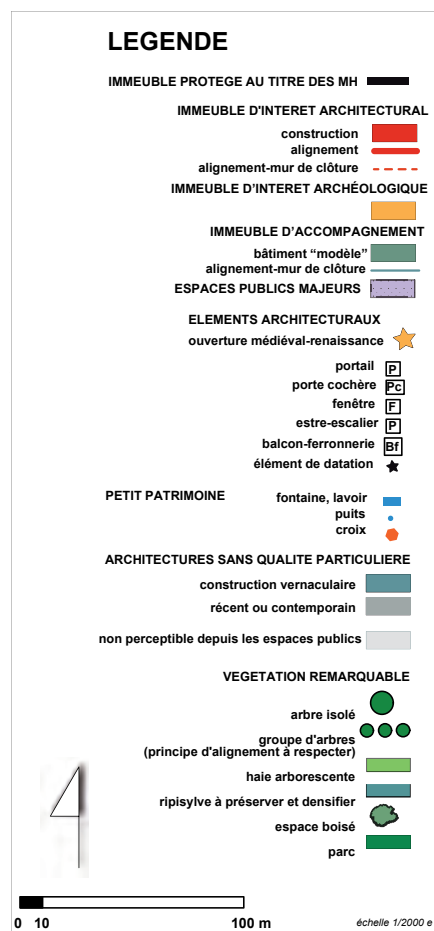 LEGENDE
IMMEUBLE PROTEGE AU TITRE DES MH
IMMEUBLE D'INTERET ARCHITECTURAL
construction
alignement
alignement-mur de clôture
IMMEUBLE D'INTERET ARCHÉOLOGIQUE
IMMEUBLE D'ACCOMPAGNEMENT
bâtiment “modèle”
alignement-mur de clôture
ESPACES PUBLICS MAJEURS
ELEMENTS ARCHITECTURAUX
ouverture médiéval-renaissance
portail P
porte cochère Pc
fenêtre F
estre-escalier P
balcon-ferronnerie Bf
élément de datation
PETIT PATRIMOINE fontaine, lavoir
puits
croix
ARCHITECTURES SANS QUALITE PARTICULIERE
construction vernaculaire
récent ou contemporain
non perceptible depuis les espaces publics
VEGETATION REMARQUABLE
arbre isolé
groupe d'arbres
(principe d'alignement à respecter)
haie arborescente
ripisylve à préserver et densifier
espace boisé
parc
0 10 100 m
échelle 1/2000 e